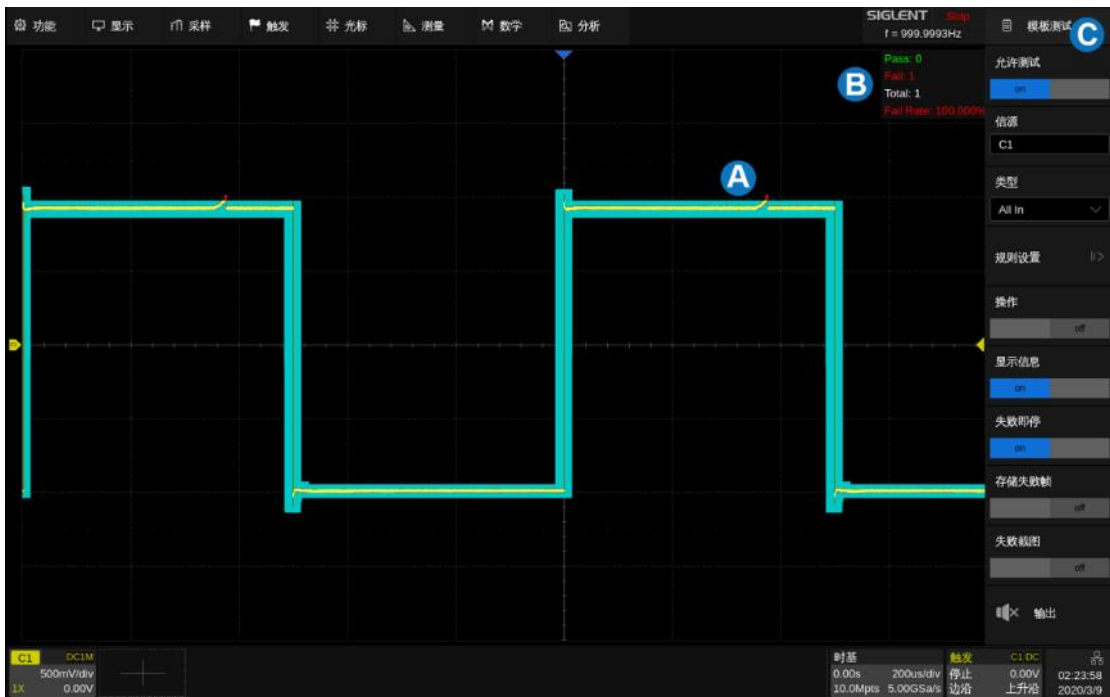 功能 显示 采样 触发 光标 测量 数学 分析
SIGLENT Stop
f = 999.9993Hz
模板测试
C
Pass: 0
Fail: 1
Total: 1
Fail Rate: 100.000%
B
A
允许测试
on
信源
C1
类型
All In
规则设置
操作
off
显示信息
on
失败即停
on
存储失败帧
off
失败截图
off
输出
C1 DC1M
500mV/div
1X 0.00V
时基
0.00s 200us/div
10.0Mpts 5.00GSa/s
触发 C1 DC
停止 0.00V
边沿 上升沿
02:23:58
2020/3/9